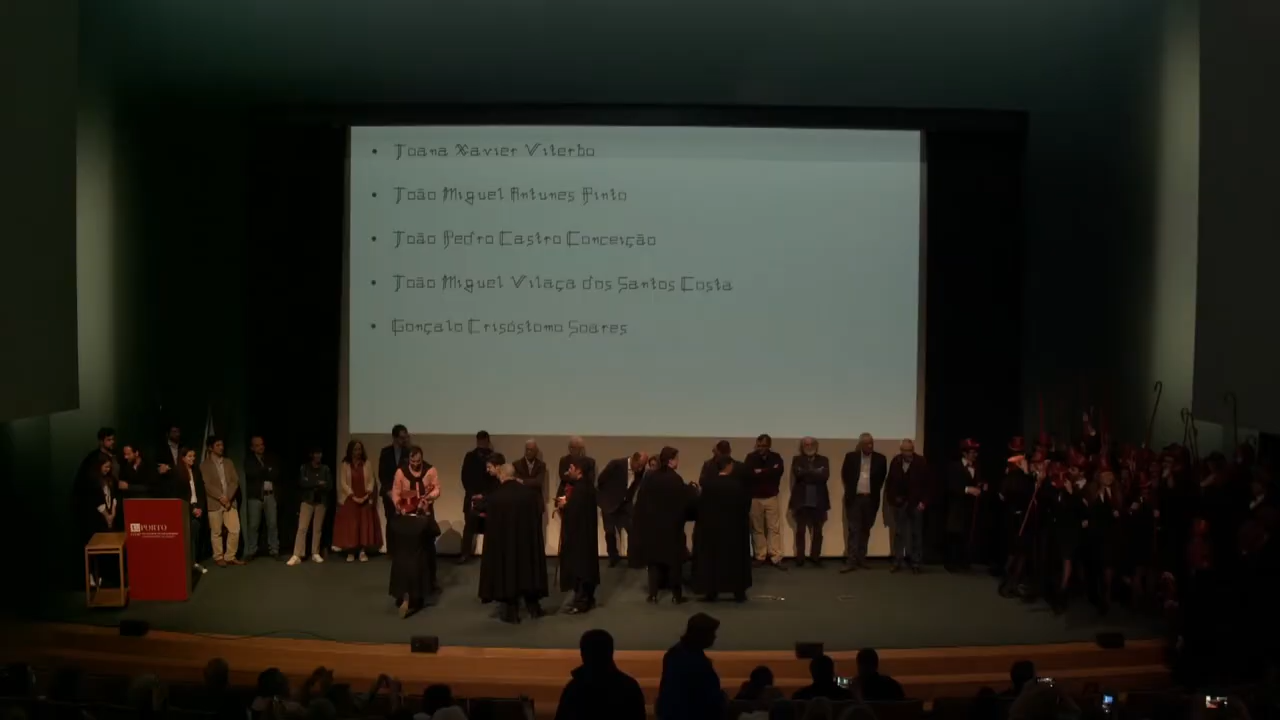 • Joana Xavier Viterbo
• João Miguel Antunes Pinto
• João Pedro Castro Conceição
• João Miguel Vilaça dos Santos Costa
• Gonçalo Crisóstomo Soares
U.PORTO